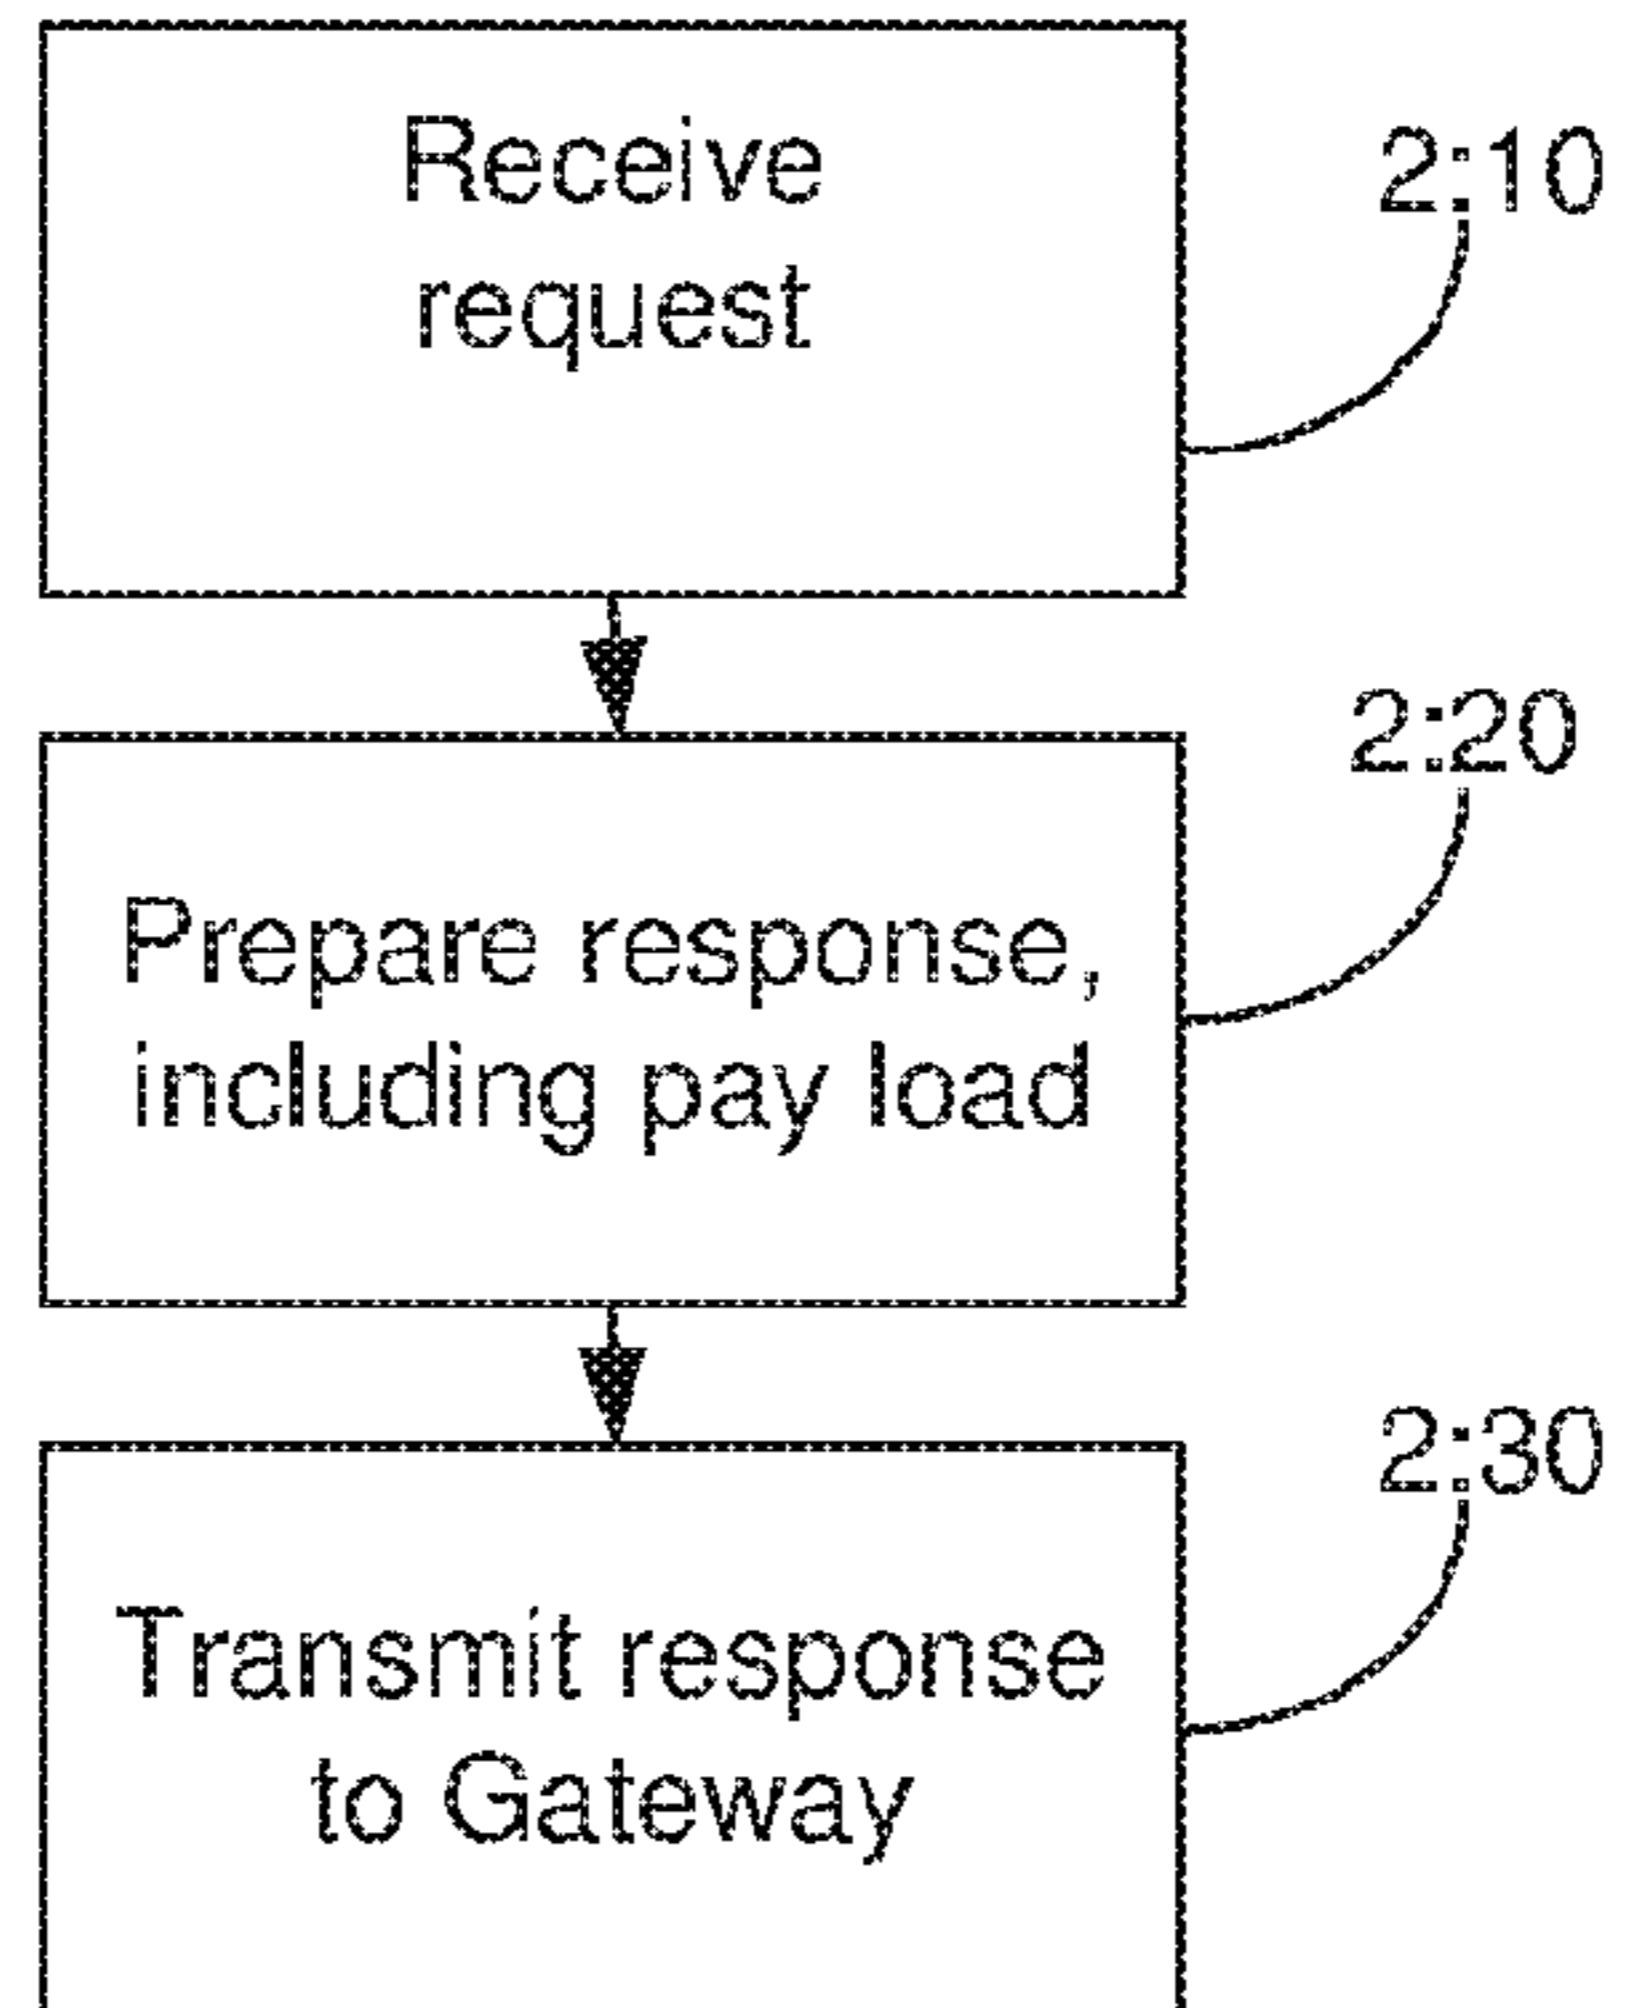 Receive
request
2:10
Prepare response,
including pay load
2:20
Transmit response
to Gateway
2:30